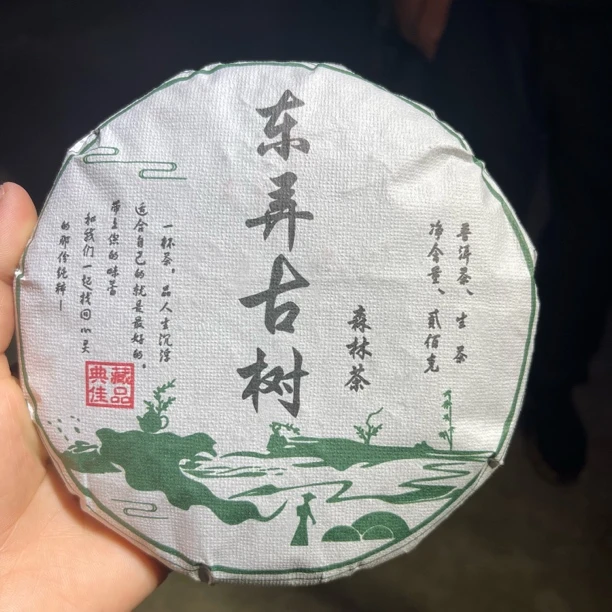 普洱茶、生茶
净含量、贰佰克
森林茶
东弄古树
一杯茶,品人生沉浮
适合自己的就是最好的,
带上你的味蕾
和我们一起找回心灵
的那份纯粹！
藏品
典佳